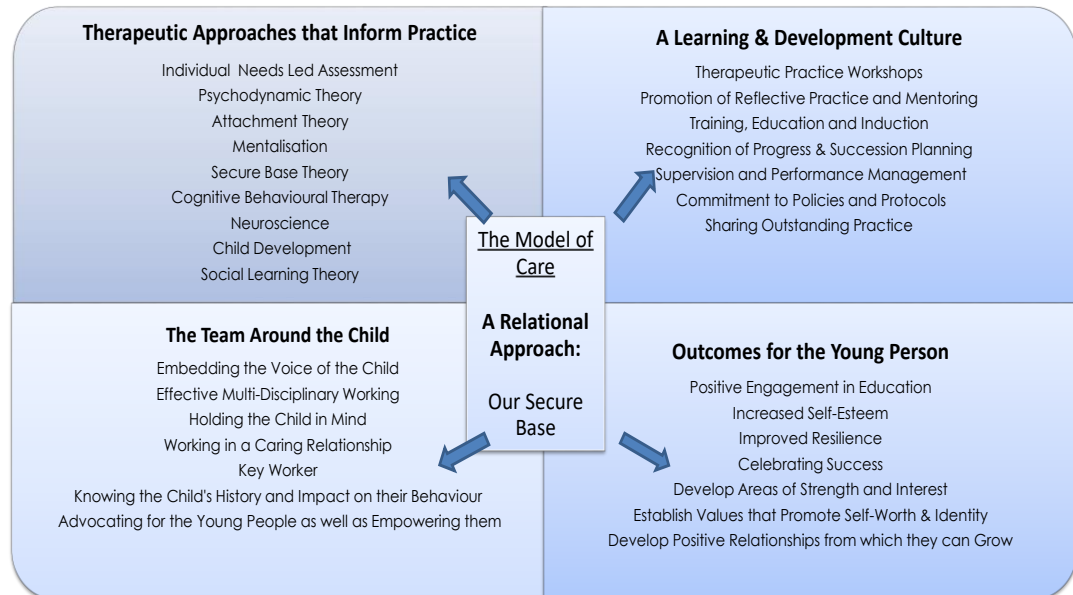 Therapeutic Approaches that Inform Practice
Individual Needs Led Assessment
Psychodynamic Theory
Attachment Theory
Mentalisation
Secure Base Theory
Cognitive Behavioural Therapy
Neuroscience
Child Development
Social Learning Theory
A Learning & Development Culture
Therapeutic Practice Workshops
Promotion of Reflective Practice and Mentoring
Training, Education and Induction
Recognition of Progress & Succession Planning
Supervision and Performance Management
Commitment to Policies and Protocols
Sharing Outstanding Practice
The Model of
Care
A Relational
Approach:
Our Secure
Base
The Team Around the Child
Embedding the Voice of the Child
Effective Multi-Disciplinary Working
Holding the Child in Mind
Working in a Caring Relationship
Key Worker
Knowing the Child's History and Impact on their Behaviour
Advocating for the Young People as well as Empowering them
Outcomes for the Young Person
Positive Engagement in Education
Increased Self-Esteem
Improved Resilience
Celebrating Success
Develop Areas of Strength and Interest
Establish Values that Promote Self-Worth & Identity
Develop Positive Relationships from which they can Grow